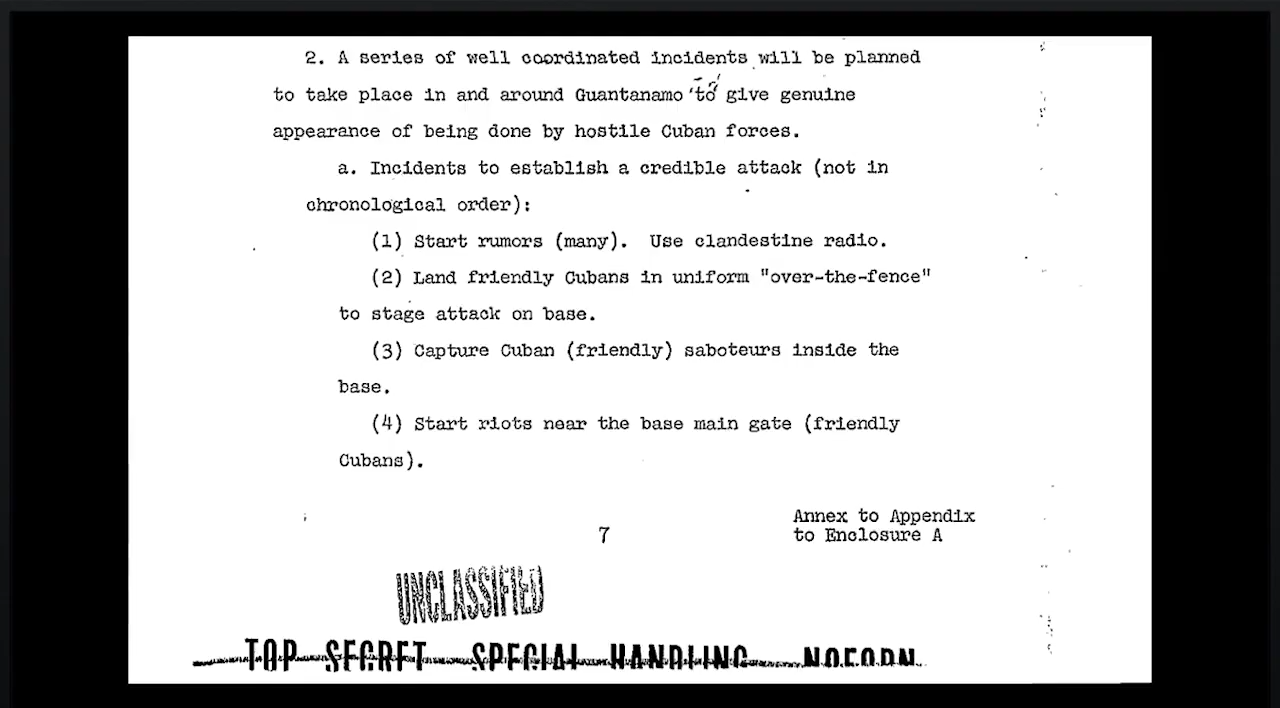 2. A series of well coordinated incidents will be planned
to take place in and around Guantanamo to give genuine
appearance of being done by hostile Cuban forces.
a. Incidents to establish a credible attack (not in
chronological order):
(1) Start rumors (many). Use clandestine radio.
(2) Land friendly Cubans in uniform "over-the-fence"
to stage attack on base.
(3) Capture Cuban (friendly) saboteurs inside the
base.
(4) Start riots near the base main gate (friendly
Cubans).
Annex to Appendix
7 to Enclosure A
UNCLASSIFIED
TOP SECRET SPECIAL HANDLING NOFORN